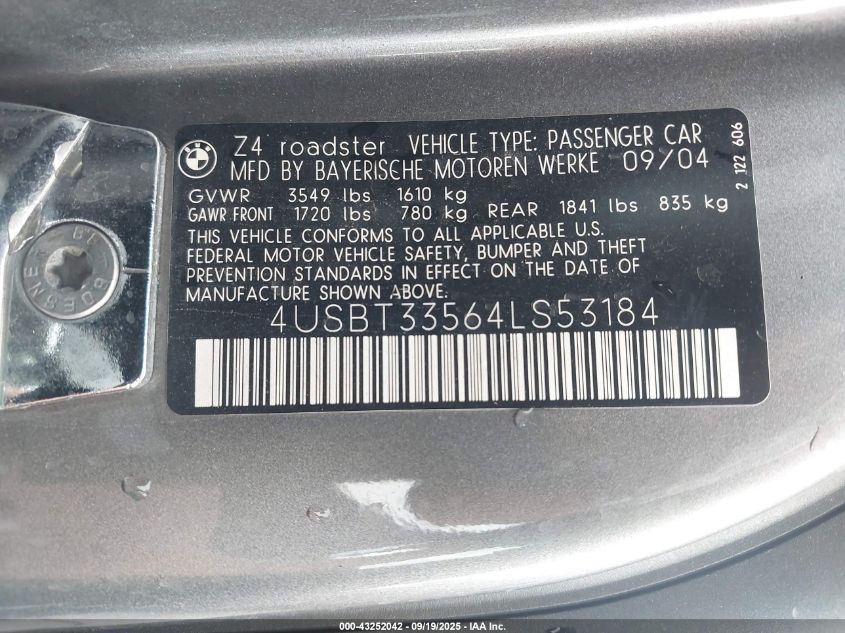 Z4 roadster VEHICLE TYPE: PASSENGER CAR
MFD BY BAYERISCHE MOTOREN WERKE 09/04
GVWR 3549 lbs 1610 kg
GAWR FRONT 1720 lbs 780 kg REAR 1841 lbs 835 kg
THIS VEHICLE CONFORMS TO ALL APPLICABLE U.S.
FEDERAL MOTOR VEHICLE SAFETY, BUMPER AND THEFT
PREVENTION STANDARDS IN EFFECT ON THE DATE OF
MANUFACTURE SHOWN ABOVE.
4USBT33564LS53184
2 122 606
000-43252042 - 09/19/2025 - IAA Inc.